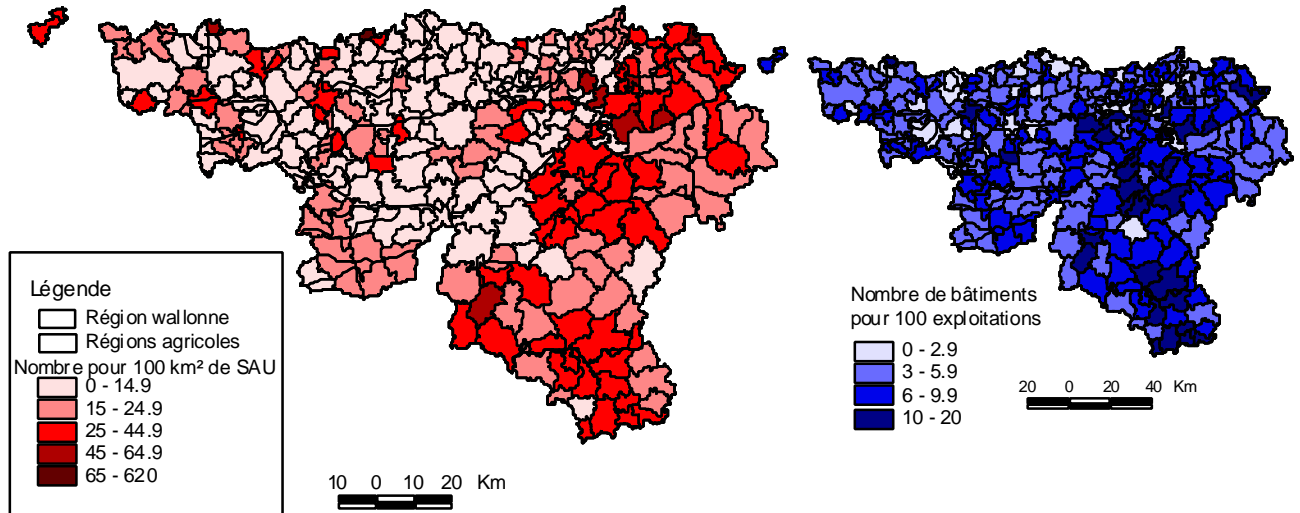 Légende
Région wallonne
Régions agricoles
Nombre pour 100 km² de SAU
0 - 14.9
15 - 24.9
25 - 44.9
45 - 64.9
65 - 620
10 0 10 20 Km
Nombre de bâtiments
pour 100 exploitations
0 - 2.9
3 - 5.9
6 - 9.9
10 - 20
20 0 20 40 Km